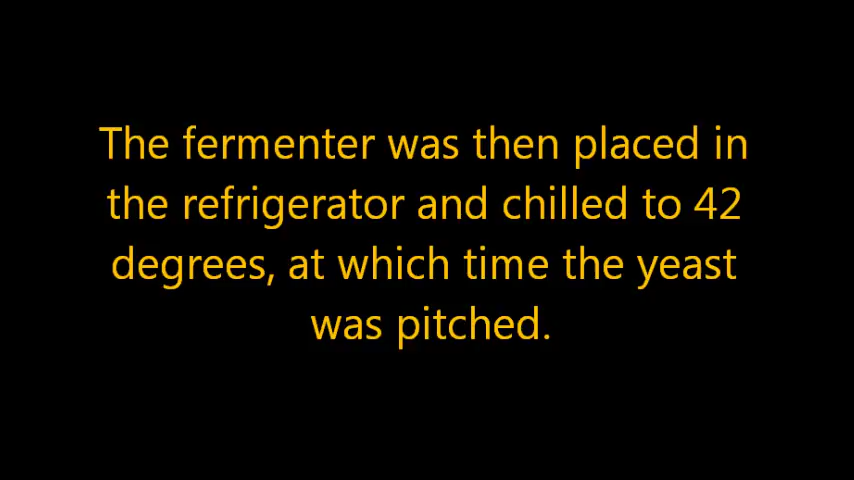 The fermenter was then placed in
the refrigerator and chilled to 42
degrees, at which time the yeast
was pitched.